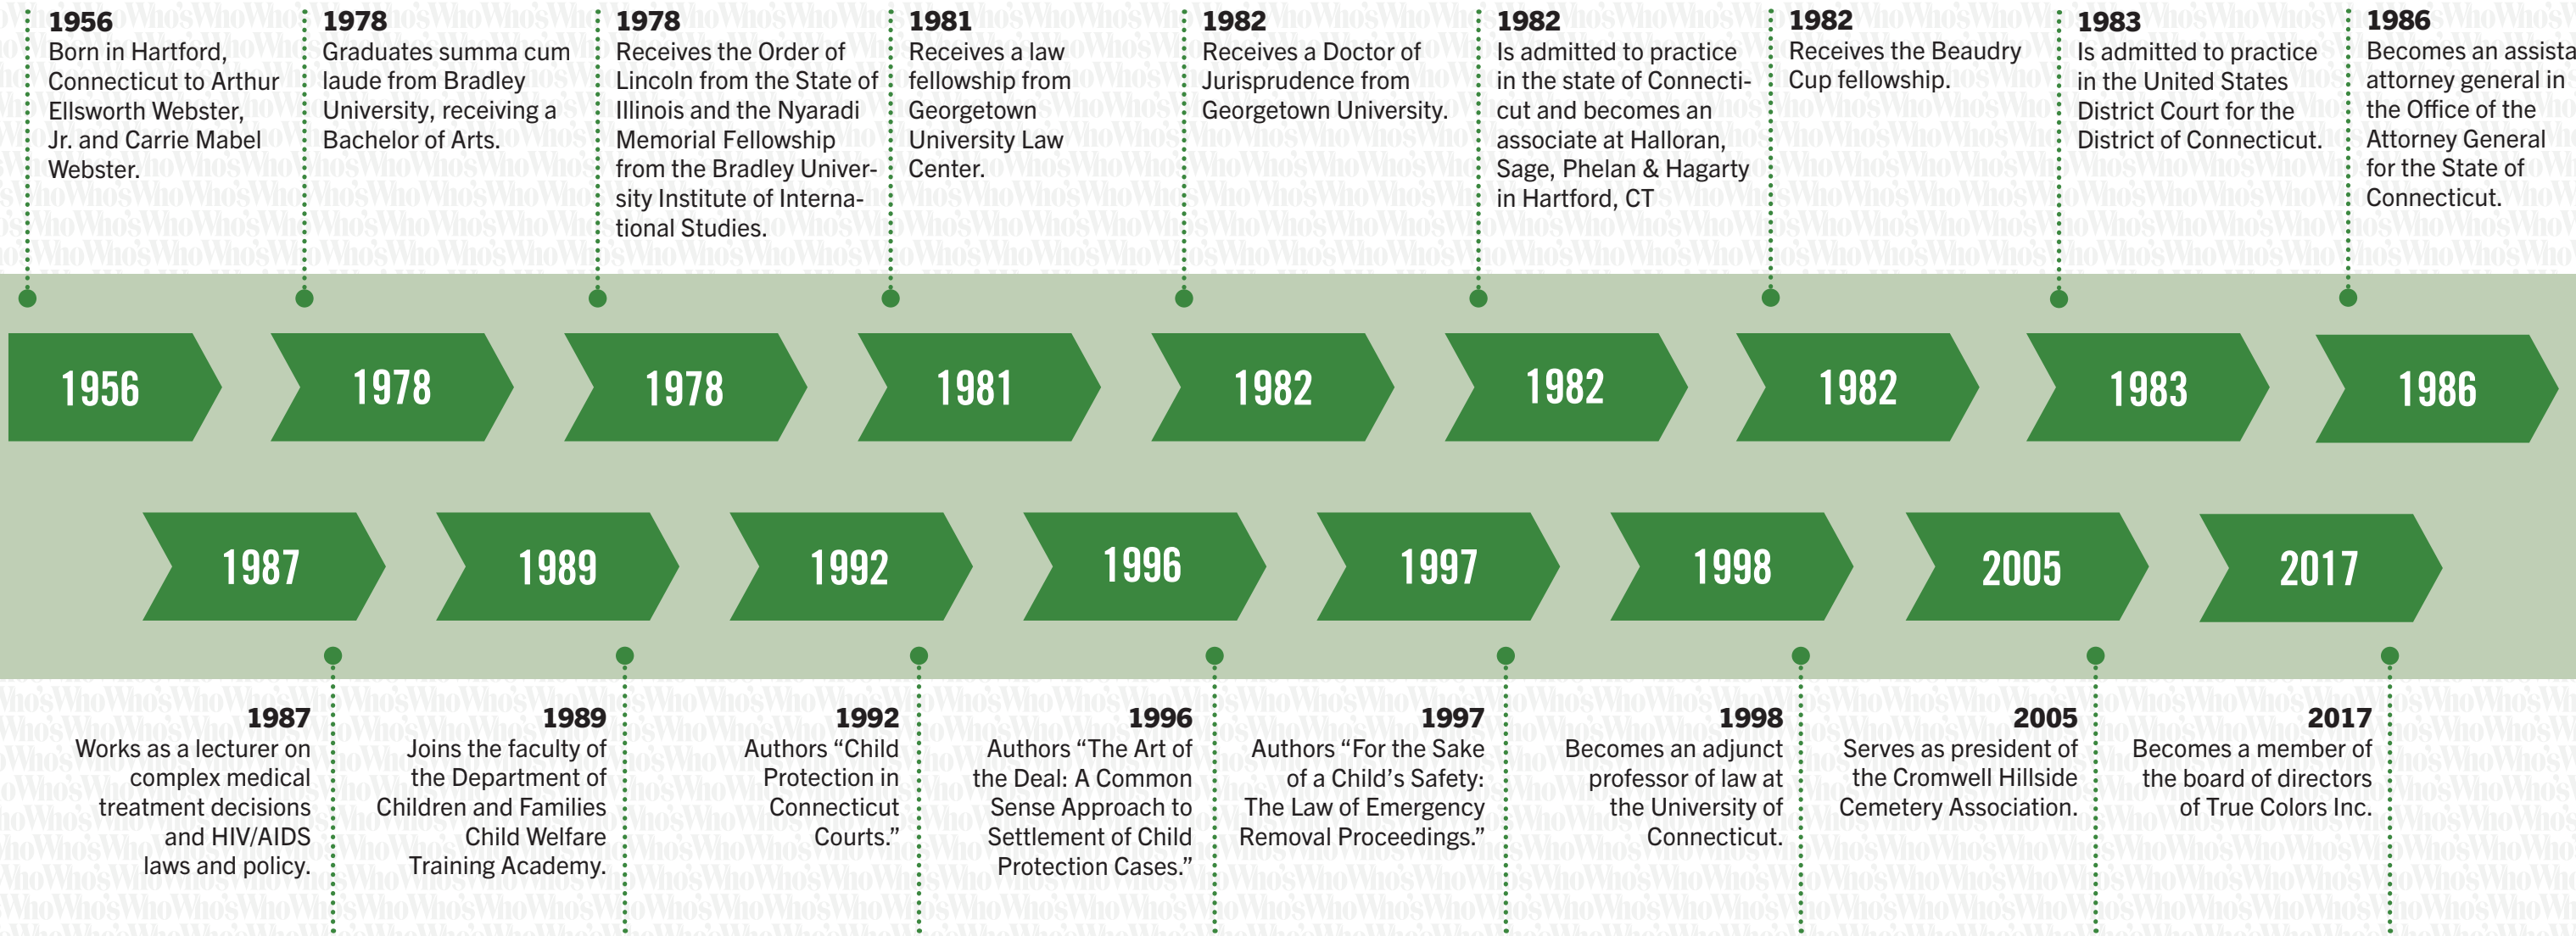 1956
Born in Hartford,
Connecticut to Arthur
Ellsworth Webster,
Jr. and Carrie Mabel
Webster.
1978
Graduates summa cum
laude from Bradley
University, receiving a
Bachelor of Arts.
1978
Receives the Order of
Lincoln from the State of
Illinois and the Nyaradi
Memorial Fellowship
from the Bradley Univer-
sity Institute of Interna-
tional Studies.
1981
Receives a law
fellowship from
Georgetown
University Law
Center.
1982
Receives a Doctor of
Jurisprudence from
Georgetown University.
1982
Is admitted to practice
in the state of Connecti-
cut and becomes an
associate at Halloran,
Sage, Phelan & Hagarty
in Hartford, CT
1982
Receives the Beaudry
Cup fellowship.
1983
Is admitted to practice
in the United States
District Court for the
District of Connecticut.
1986
Becomes an assista
attorney general in
the Office of the
Attorney General
for the State of
Connecticut.
1956
1978
1978
1981
1982
1982
1982
1983
1986
1987
1989
1992
1996
1997
1998
2005
2017
1987
Works as a lecturer on
complex medical
treatment decisions
and HIV/AIDS
laws and policy.
1989
Joins the faculty of
the Department of
Children and Families
Child Welfare
Training Academy.
1992
Authors “Child
Protection in
Connecticut
Courts.”
1996
Authors “The Art of
the Deal: A Common
Sense Approach to
Settlement of Child
Protection Cases.”
1997
Authors “For the Sake
of a Child’s Safety:
The Law of Emergency
Removal Proceedings.”
1998
Becomes an adjunct
professor of law at
the University of
Connecticut.
2005
Serves as president of
the Cromwell Hillside
Cemetery Association.
2017
Becomes a member of
the board of directors
of True Colors Inc.